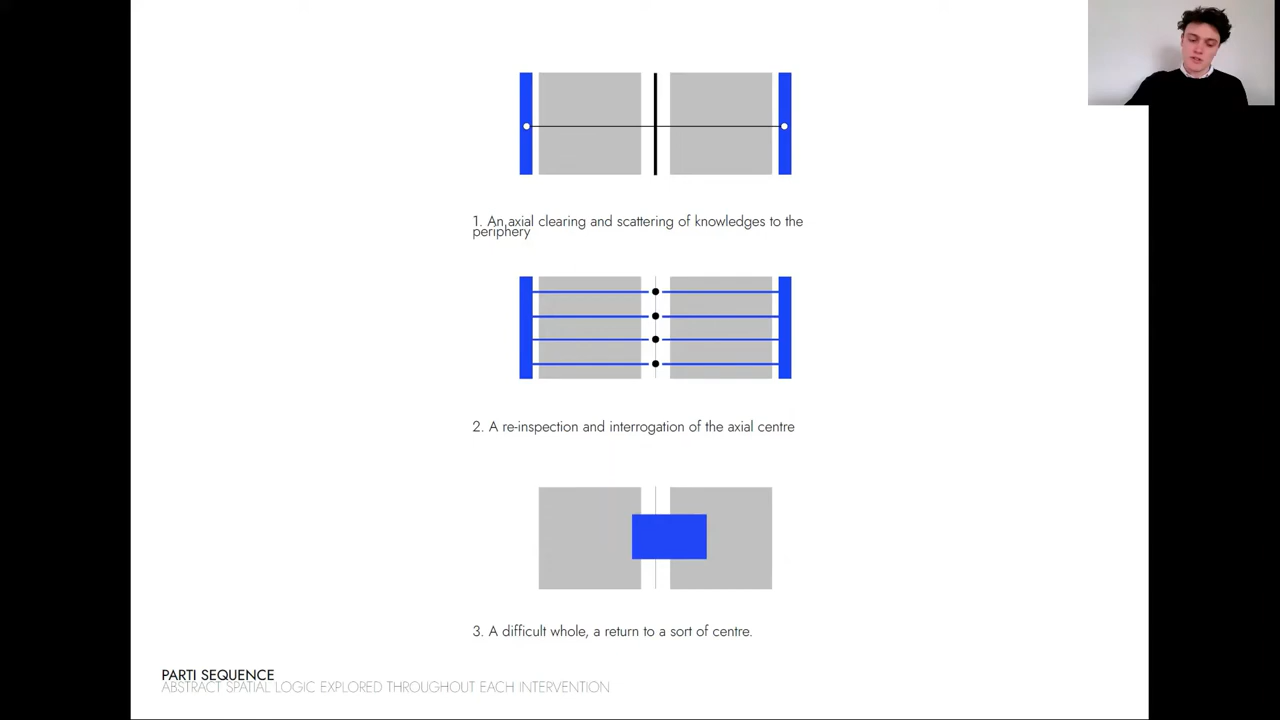 1. An axial clearing and scattering of knowledges to the
periphery
2. A re-inspection and interrogation of the axial centre
3. A difficult whole, a return to a sort of centre.
PARTI SEQUENCE
ABSTRACT SPATIAL LOGIC EXPLORED THROUGHOUT EACH INTERVENTION